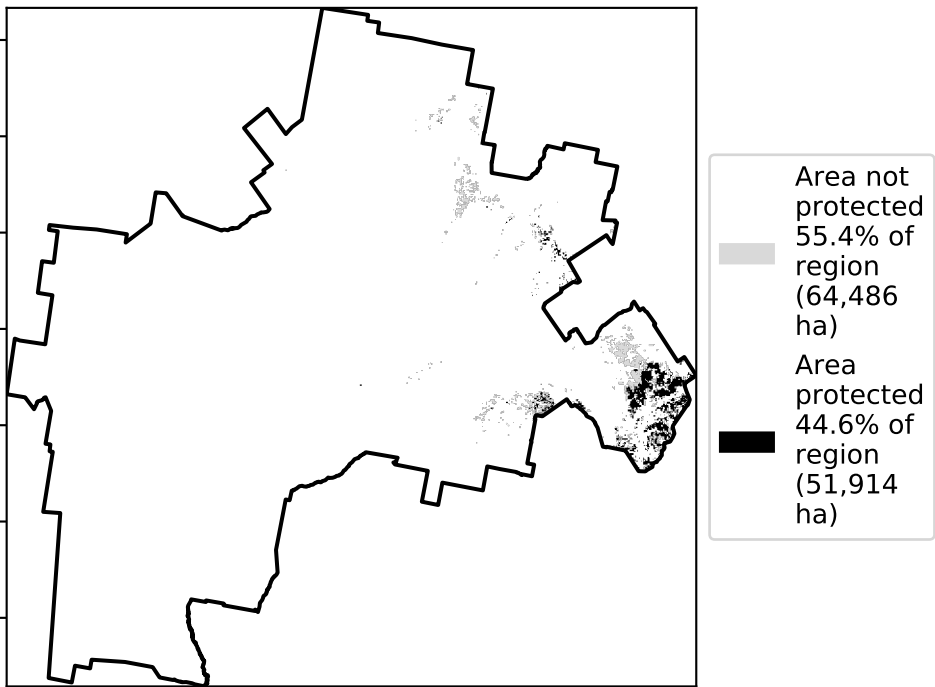 Area not
protected
55.4% of
region
(64,486
ha)
Area
protected
44.6% of
region
(51,914
ha)